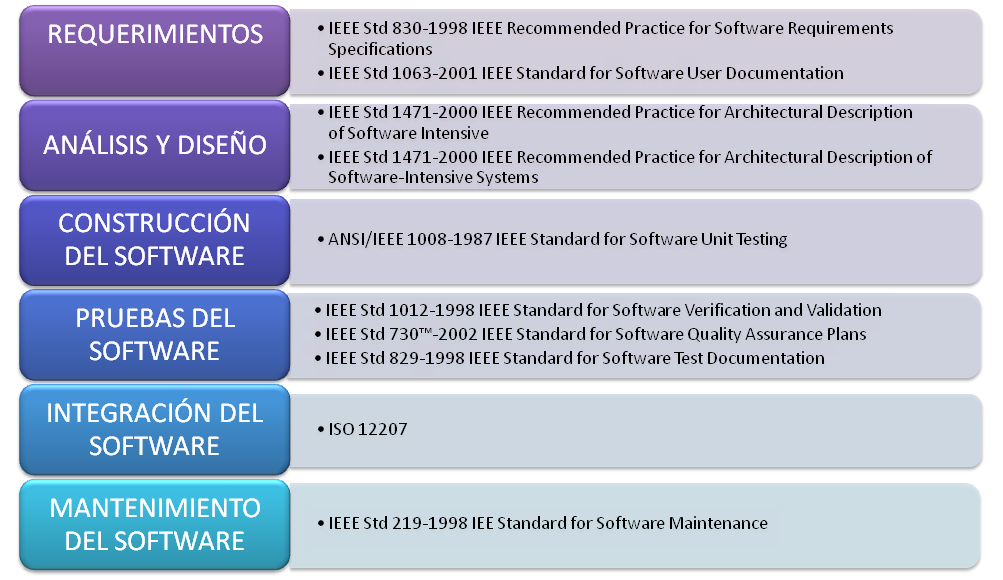 REQUERIMIENTOS
• IEEE Std 830-1998 IEEE Recommended Practice for Software Requirements
Specifications
• IEEE Std 1063-2001 IEEE Standard for Software User Documentation
ANÁLISIS Y DISEÑO
• IEEE Std 1471-2000 IEEE Recommended Practice for Architectural Description
of Software Intensive
• IEEE Std 1471-2000 IEEE Recommended Practice for Architectural Description of
Software-Intensive Systems
CONSTRUCCIÓN
DEL SOFTWARE
• ANSI/IEEE 1008-1987 IEEE Standard for Software Unit Testing
PRUEBAS DEL
SOFTWARE
• IEEE Std 1012-1998 IEEE Standard for Software Verification and Validation
• IEEE Std 730™-2002 IEEE Standard for Software Quality Assurance Plans
• IEEE Std 829-1998 IEEE Standard for Software Test Documentation
INTEGRACIÓN DEL
SOFTWARE
• ISO 12207
MANTENIMIENTO
DEL SOFTWARE
• IEEE Std 219-1998 IEE Standard for Software Maintenance